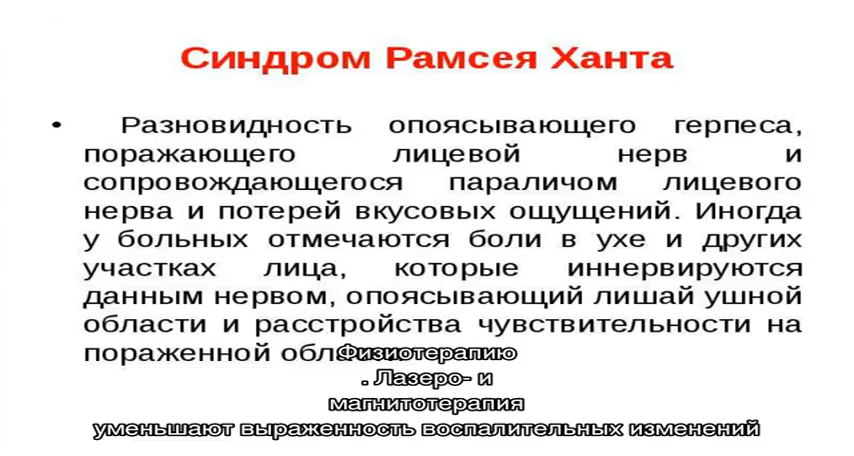 Синдром Рамсея Ханта
• Разновидность опоясывающего герпеса,
поражающего лицевой нерв и
сопровождающегося параличом лицевого
нерва и потерей вкусовых ощущений. Иногда
у больных отмечаются боли в ухе и других
участках лица, которые иннервируются
данным нервом, опоясывающий лишай ушной
области и расстройства чувствительности на
пораженной
Физиотерапию
. Лазеро- и
магнитотерапия
уменьшают выраженность воспалительных изменений